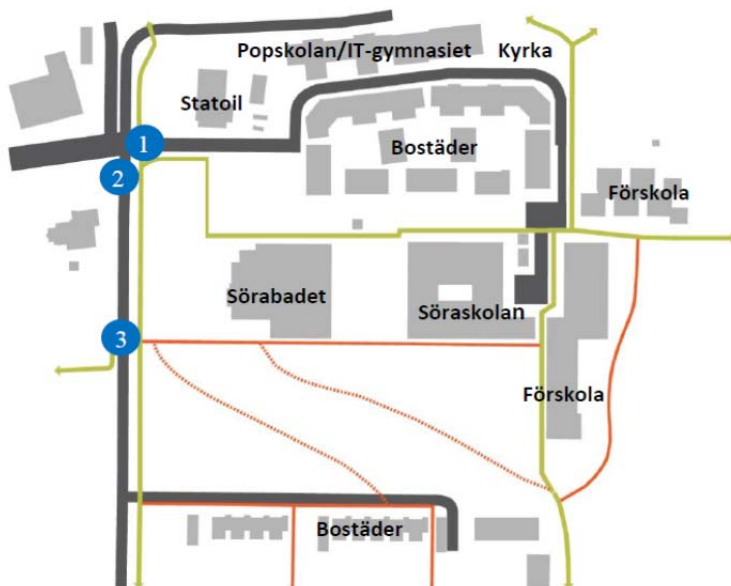 Popskolan/IT-gymnasiet Kyrka
Statoil
1
Bostäder
2
Förskola
Sörabadet
Söraskolan
3
Förskola
Bostäder